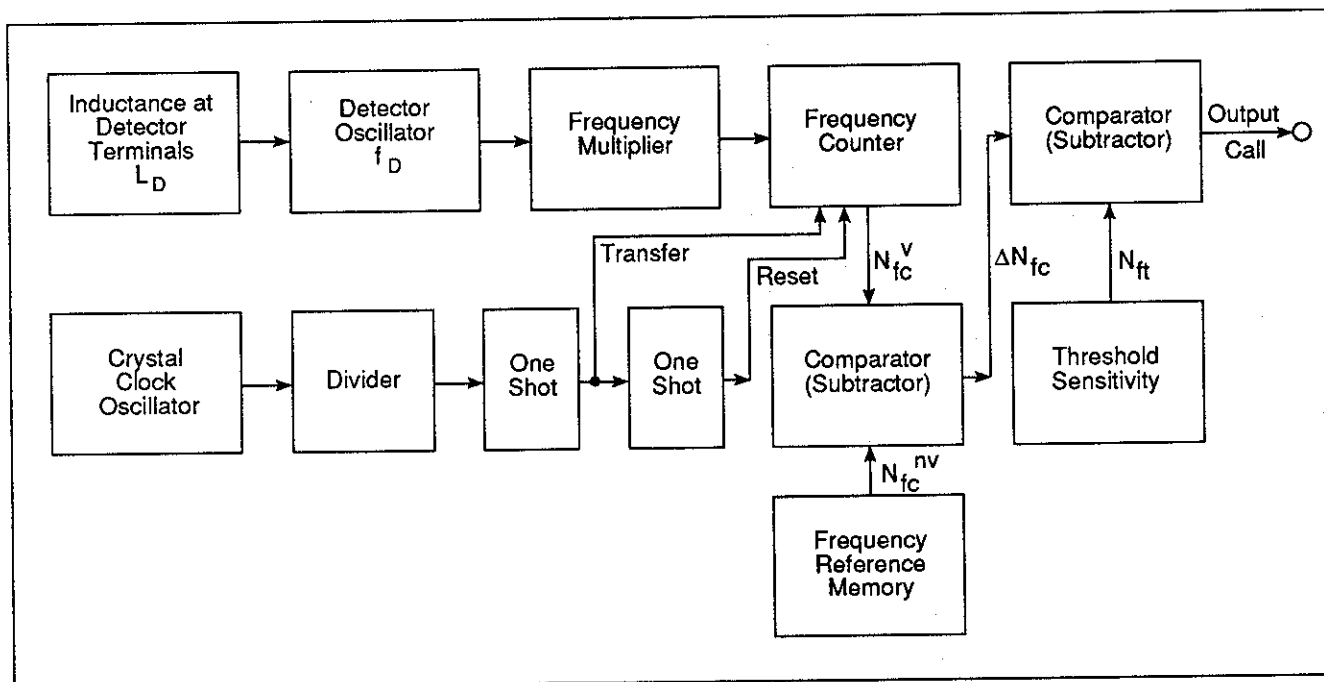 Inductance at
Detector
Terminals
L_D
Detector
Oscillator
f_D
Frequency
Multiplier
Frequency
Counter
Comparator
(Subtractor)
Output
Call
Transfer
Reset
N_fc^v
ΔN_fc
N_ft
Crystal
Clock
Oscillator
Divider
One
Shot
One
Shot
Comparator
(Subtractor)
Threshold
Sensitivity
N_fc^nv
Frequency
Reference
Memory